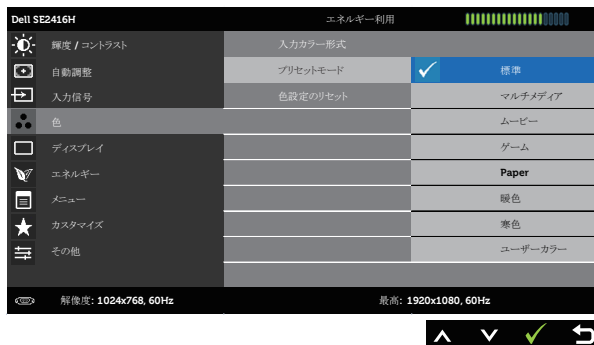 Dell SE2416H エネルギー利用
輝度 / コントラスト 入力カラー形式
自動調整 プリセットモード 標準
入力信号 色設定のリセット マルチメディア
色 ムービー
ディスプレイ ゲーム
エネルギー Paper
メニュー 暖色
カスタマイズ 寒色
その他 ユーザーカラー
解像度: 1024x768, 60Hz 最高: 1920x1080, 60Hz